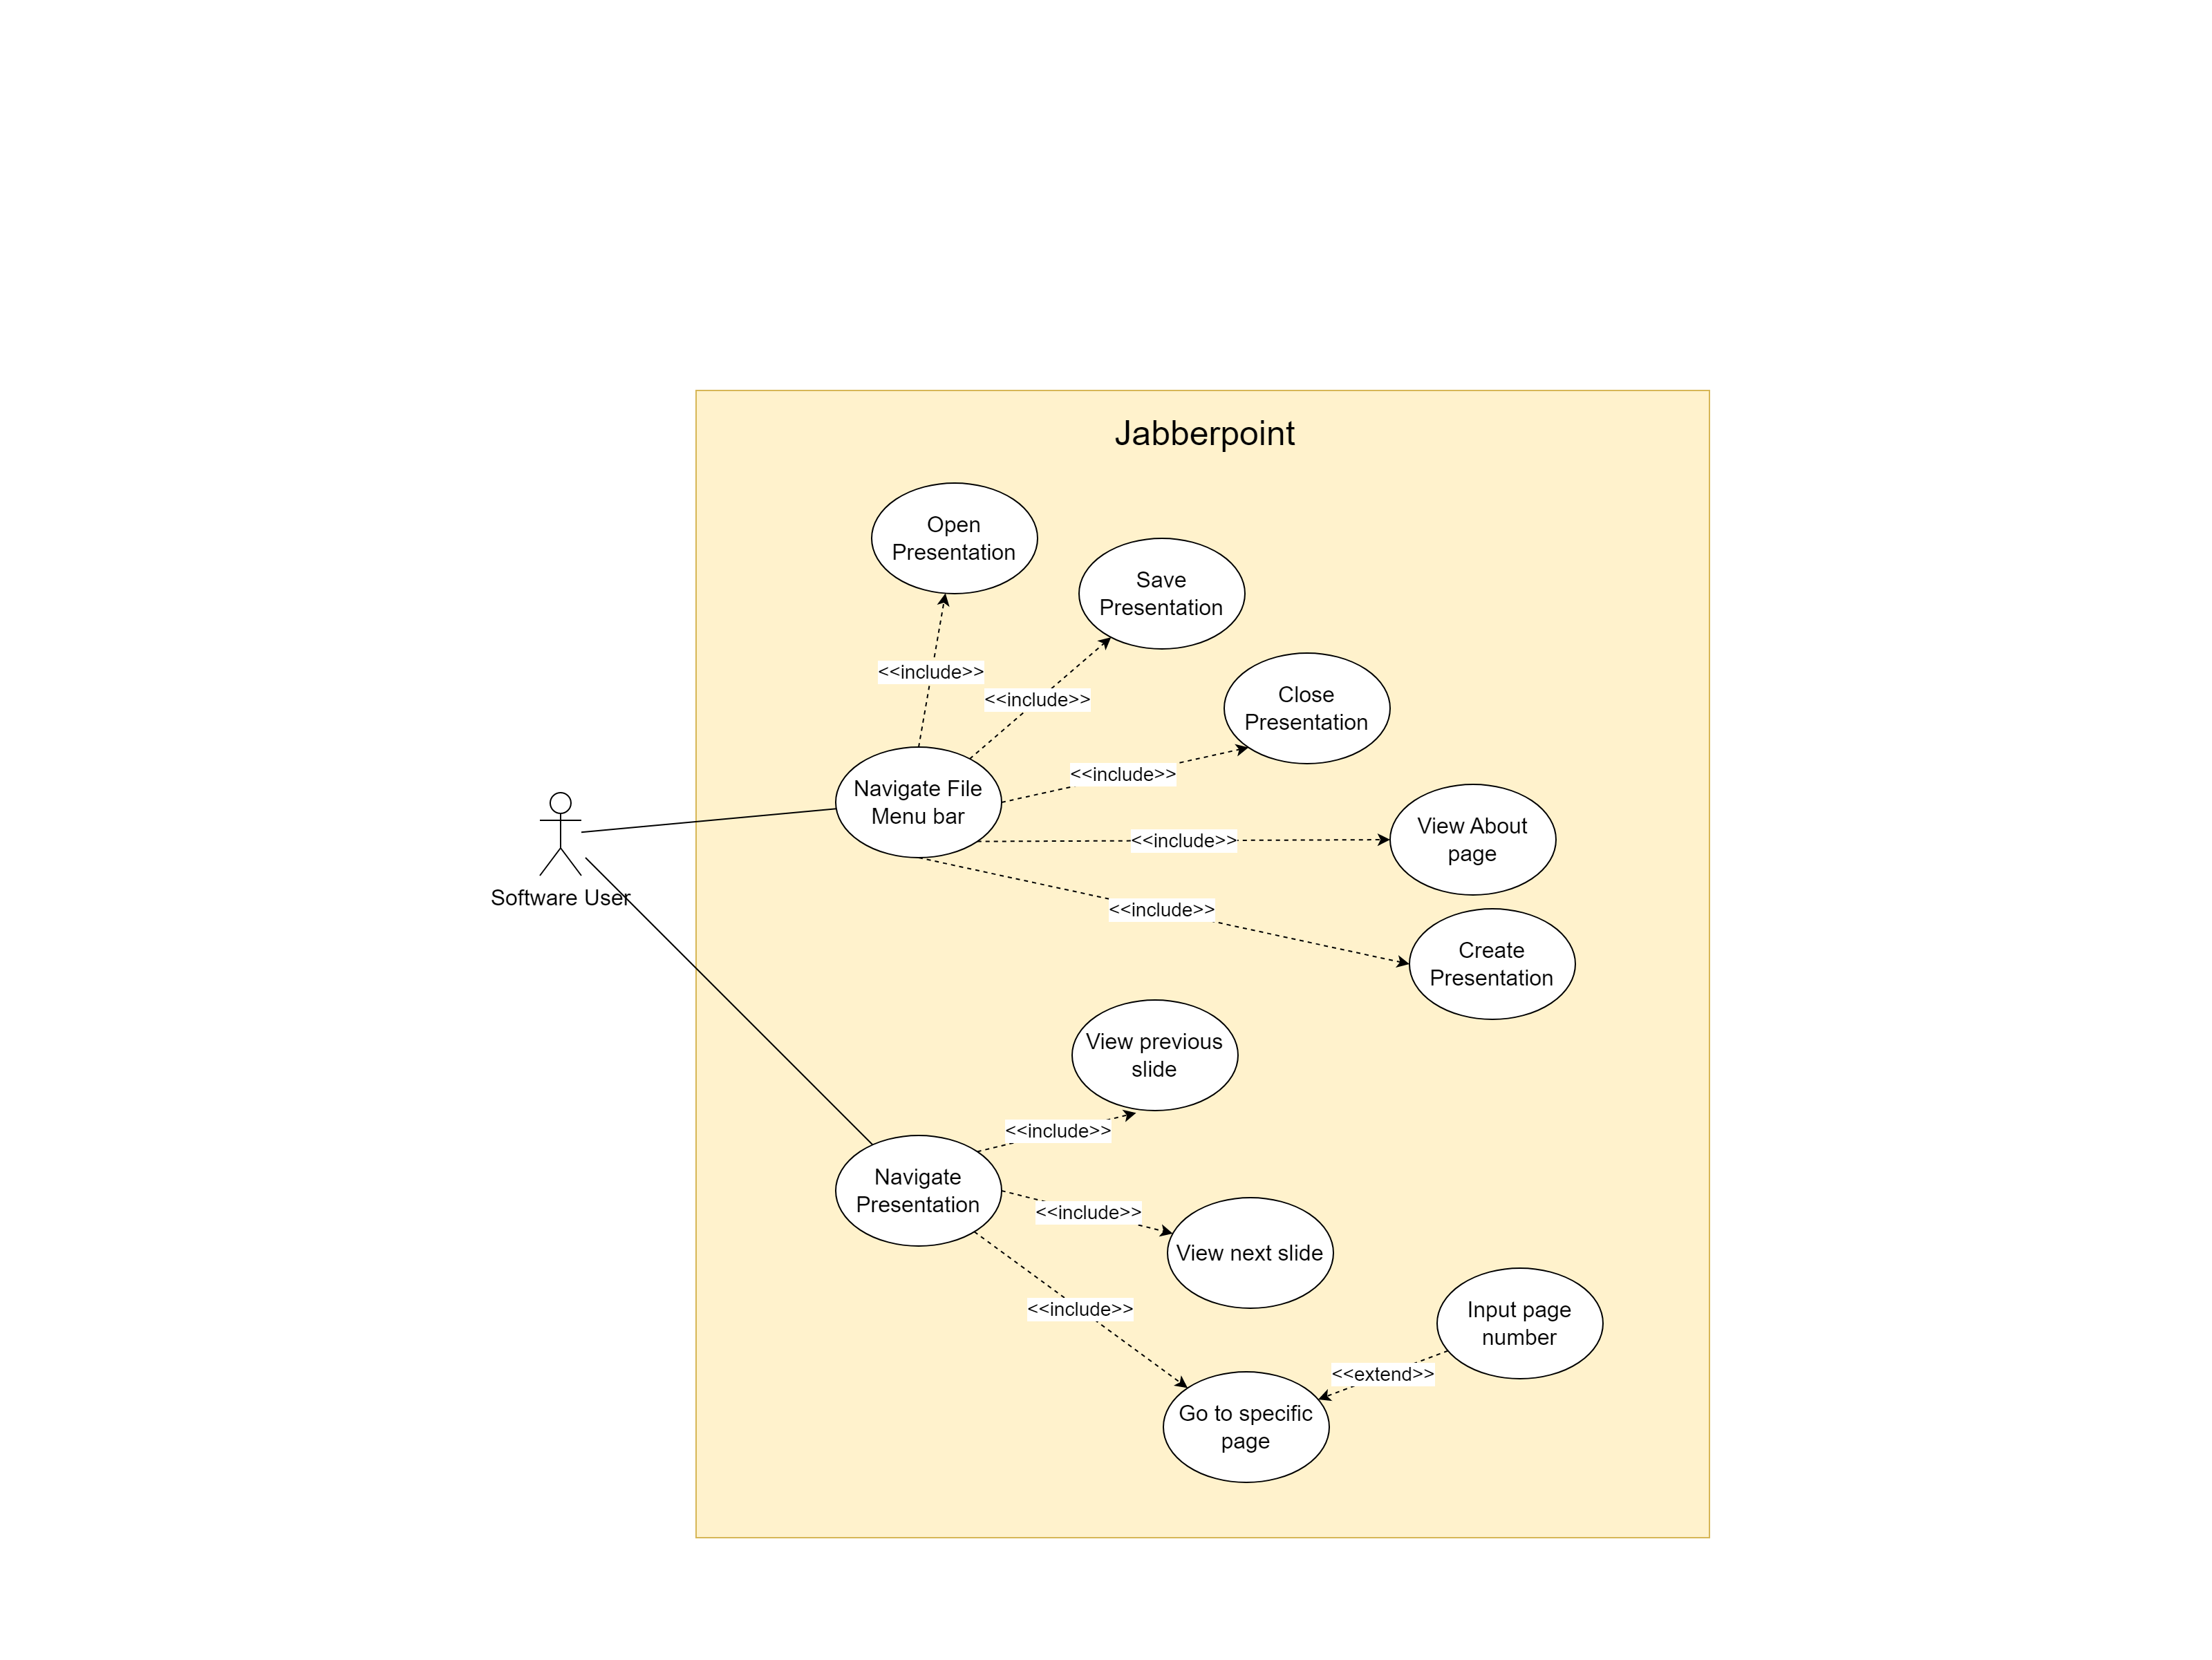 Jabberpoint
Open
Presentation
Save
Presentation
<<include>>
<<include>>
Close
Presentation
<<include>>
Navigate File
Menu bar
<<include>>
View About
page
Software User
<<include>>
Create
Presentation
View previous
slide
<<include>>
Navigate
Presentation
<<include>>
View next slide
<<include>>
Input page
number
<<extend>>
Go to specific
page